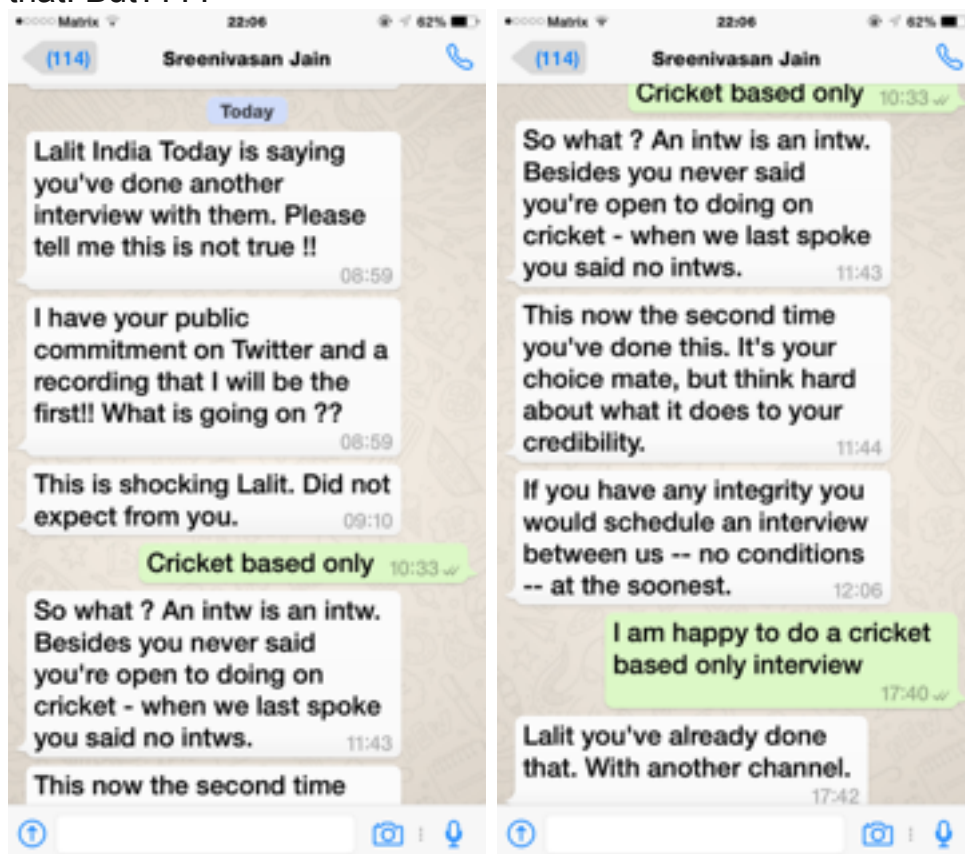 that! But????
Matrix 22:06 62%
(114) Sreenivasan Jain
Today
Lalit India Today is saying
you've done another
interview with them. Please
tell me this is not true !!
08:59
I have your public
commitment on Twitter and a
recording that I will be the
first!! What is going on ??
08:59
This is shocking Lalit. Did not
expect from you. 09:10
Cricket based only 10:33
So what ? An intw is an intw.
Besides you never said
you're open to doing on
cricket - when we last spoke
you said no intws. 11:43
This now the second time
Matrix 22:06 62%
(114) Sreenivasan Jain
Cricket based only 10:33
So what ? An intw is an intw.
Besides you never said
you're open to doing on
cricket - when we last spoke
you said no intws. 11:43
This now the second time
you've done this. It's your
choice mate, but think hard
about what it does to your
credibility. 11:44
If you have any integrity you
would schedule an interview
between us -- no conditions
-- at the soonest. 12:06
I am happy to do a cricket
based only interview
17:40
Lalit you've already done
that. With another channel.
17:42